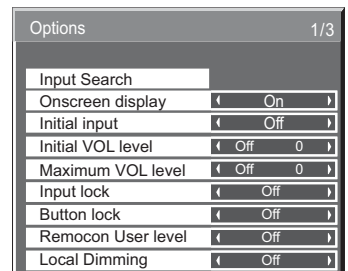 Options 1/3
Input Search
Onscreen display On
Initial input Off
Initial VOL level Off 0
Maximum VOL level Off 0
Input lock Off
Button lock Off
Remocon User level Off
Local Dimming Off